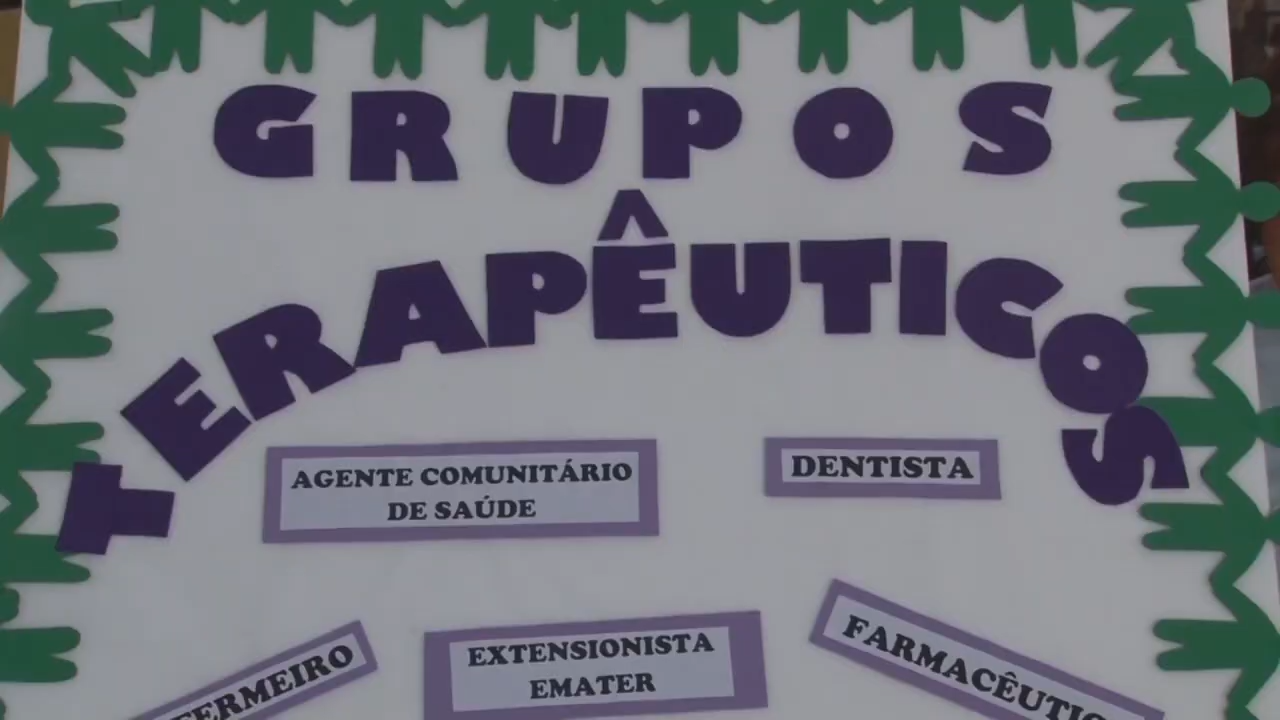 GRUPOS
TERAPÊUTICOS
AGENTE COMUNITÁRIO
DE SAÚDE
DENTISTA
EXTENSIONISTA
EMATER